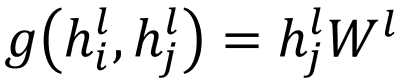 g(h_i^l, h_j^l) = h_j^l W^l